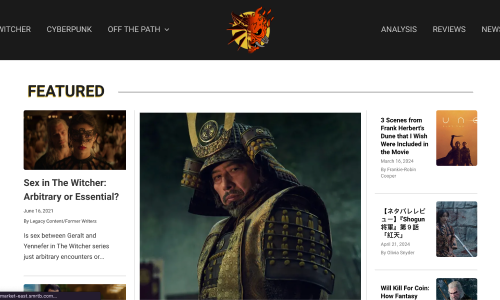 WITCHER
CYBERPUNK
OFF THE PATH
ANALYSIS
REVIEWS
NEWS
FEATURED
Sex in The Witcher:
Arbitrary or Essential?
June 16, 2021
By Legacy Content/Former Writers
Is sex between Geralt and
Yennefer in The Witcher series
just arbitrary encounters or...
3 Scenes from
Frank Herbert's
Dune that I Wish
Were Included in
the Movie
March 16, 2024
By Frankie-Robin
Cooper
【ネタバレレビ
ュー】『Shogun
将軍』第９話
「紅天」
April 21, 2024
By Olivia Snyder
Will Kill For Coin:
How Fantasy
market-east.smrtb.com...